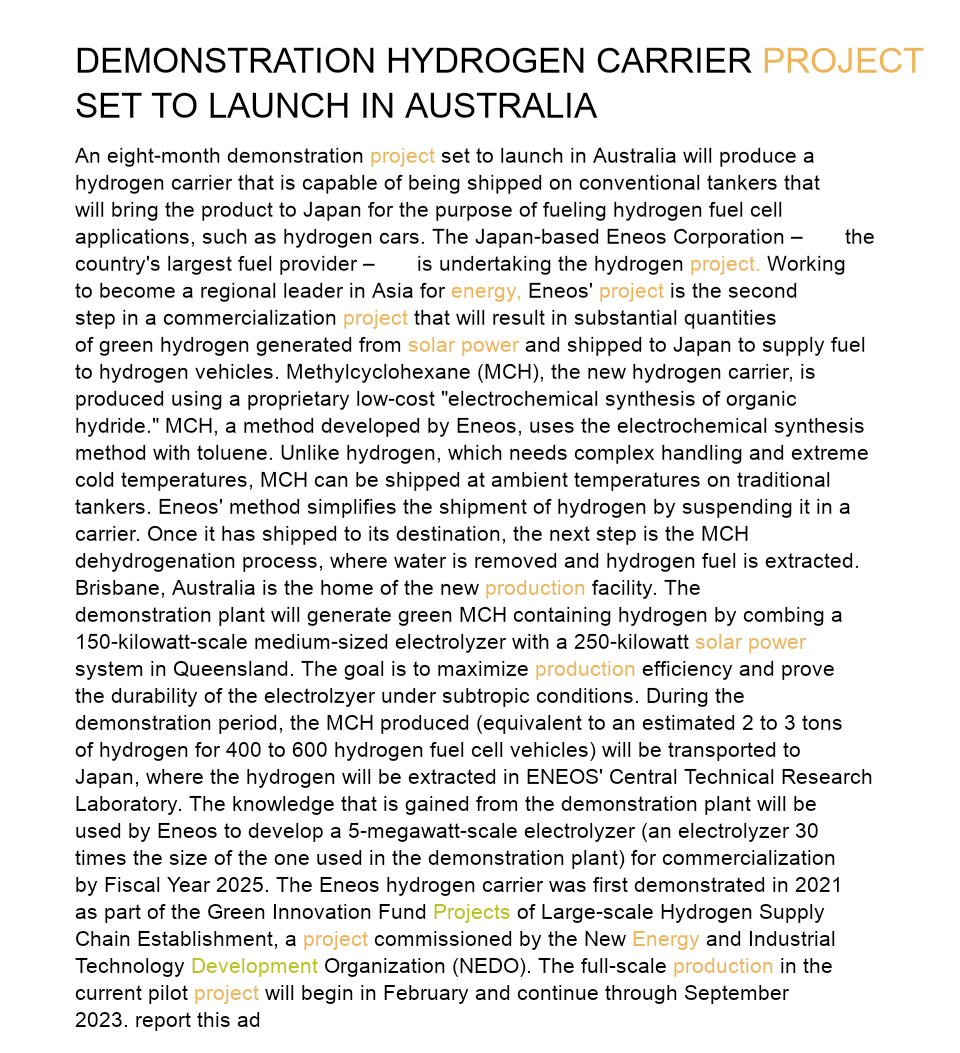 DEMONSTRATION HYDROGEN CARRIER PROJECT
SET TO LAUNCH IN AUSTRALIA
An eight-month demonstration project set to launch in Australia will produce a
hydrogen carrier that is capable of being shipped on conventional tankers that
will bring the product to Japan for the purpose of fueling hydrogen fuel cell
applications, such as hydrogen cars. The Japan-based Eneos Corporation – the
country's largest fuel provider – is undertaking the hydrogen project. Working
to become a regional leader in Asia for energy, Eneos' project is the second
step in a commercialization project that will result in substantial quantities
of green hydrogen generated from solar power and shipped to Japan to supply fuel
to hydrogen vehicles. Methylcyclohexane (MCH), the new hydrogen carrier, is
produced using a proprietary low-cost "electrochemical synthesis of organic
hydride." MCH, a method developed by Eneos, uses the electrochemical synthesis
method with toluene. Unlike hydrogen, which needs complex handling and extreme
cold temperatures, MCH can be shipped at ambient temperatures on traditional
tankers. Eneos' method simplifies the shipment of hydrogen by suspending it in a
carrier. Once it has shipped to its destination, the next step is the MCH
dehydrogenation process, where water is removed and hydrogen fuel is extracted.
Brisbane, Australia is the home of the new production facility. The
demonstration plant will generate green MCH containing hydrogen by combing a
150-kilowatt-scale medium-sized electrolyzer with a 250-kilowatt solar power
system in Queensland. The goal is to maximize production efficiency and prove
the durability of the electrolzyer under subtropic conditions. During the
demonstration period, the MCH produced (equivalent to an estimated 2 to 3 tons
of hydrogen for 400 to 600 hydrogen fuel cell vehicles) will be transported to
Japan, where the hydrogen will be extracted in ENEOS' Central Technical Research
Laboratory. The knowledge that is gained from the demonstration plant will be
used by Eneos to develop a 5-megawatt-scale electrolyzer (an electrolyzer 30
times the size of the one used in the demonstration plant) for commercialization
by Fiscal Year 2025. The Eneos hydrogen carrier was first demonstrated in 2021
as part of the Green Innovation Fund Projects of Large-scale Hydrogen Supply
Chain Establishment, a project commissioned by the New Energy and Industrial
Technology Development Organization (NEDO). The full-scale production in the
current pilot project will begin in February and continue through September
2023. report this ad